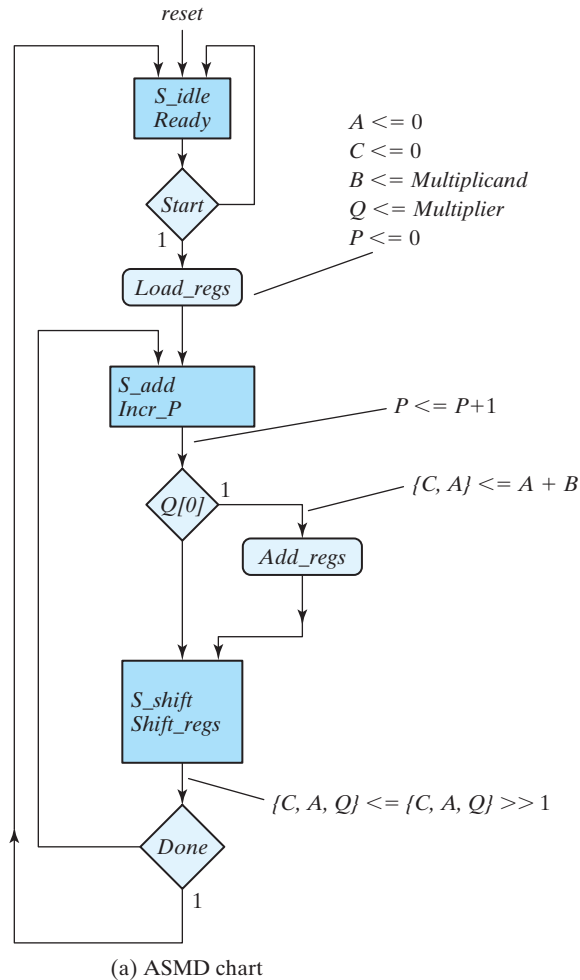 reset
S_idle
Ready
A <= 0
C <= 0
B <= Multiplicand
Q <= Multiplier
P <= 0
Start
1
Load_regs
S_add
Incr_P
P <= P+1
Q[0]
1
{C, A} <= A + B
Add_regs
S_shift
Shift_regs
{C, A, Q} <= {C, A, Q} >> 1
Done
1
(a) ASMD chart